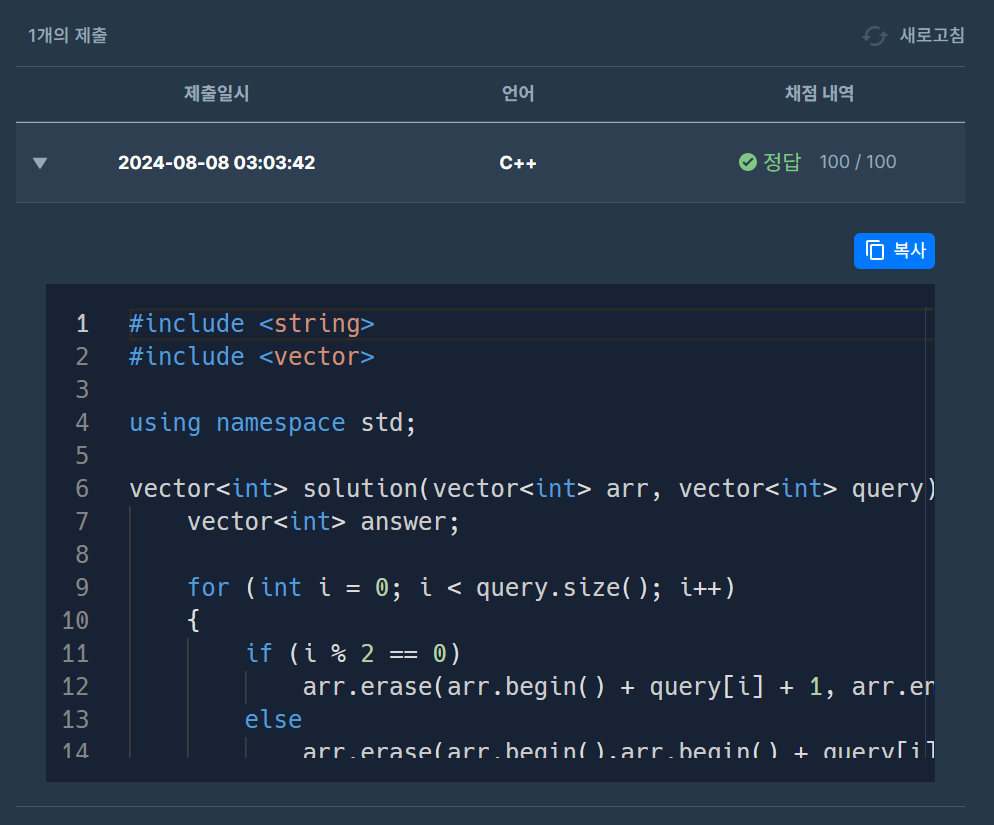 1개의 제출 새로고침
제출일시 언어 채점 내역
2024-08-08 03:03:42 C++ 정답 100 / 100
복사
1 #include <string>
2 #include <vector>
3
4 using namespace std;
5
6 vector<int> solution(vector<int> arr, vector<int> query)
7 vector<int> answer;
8
9 for (int i = 0; i < query.size(); i++)
10 {
11 if (i % 2 == 0)
12 arr.erase(arr.begin() + query[i] + 1, arr.en
13 else
14 arr.erase(arr.begin(),arr.begin() + query[i]